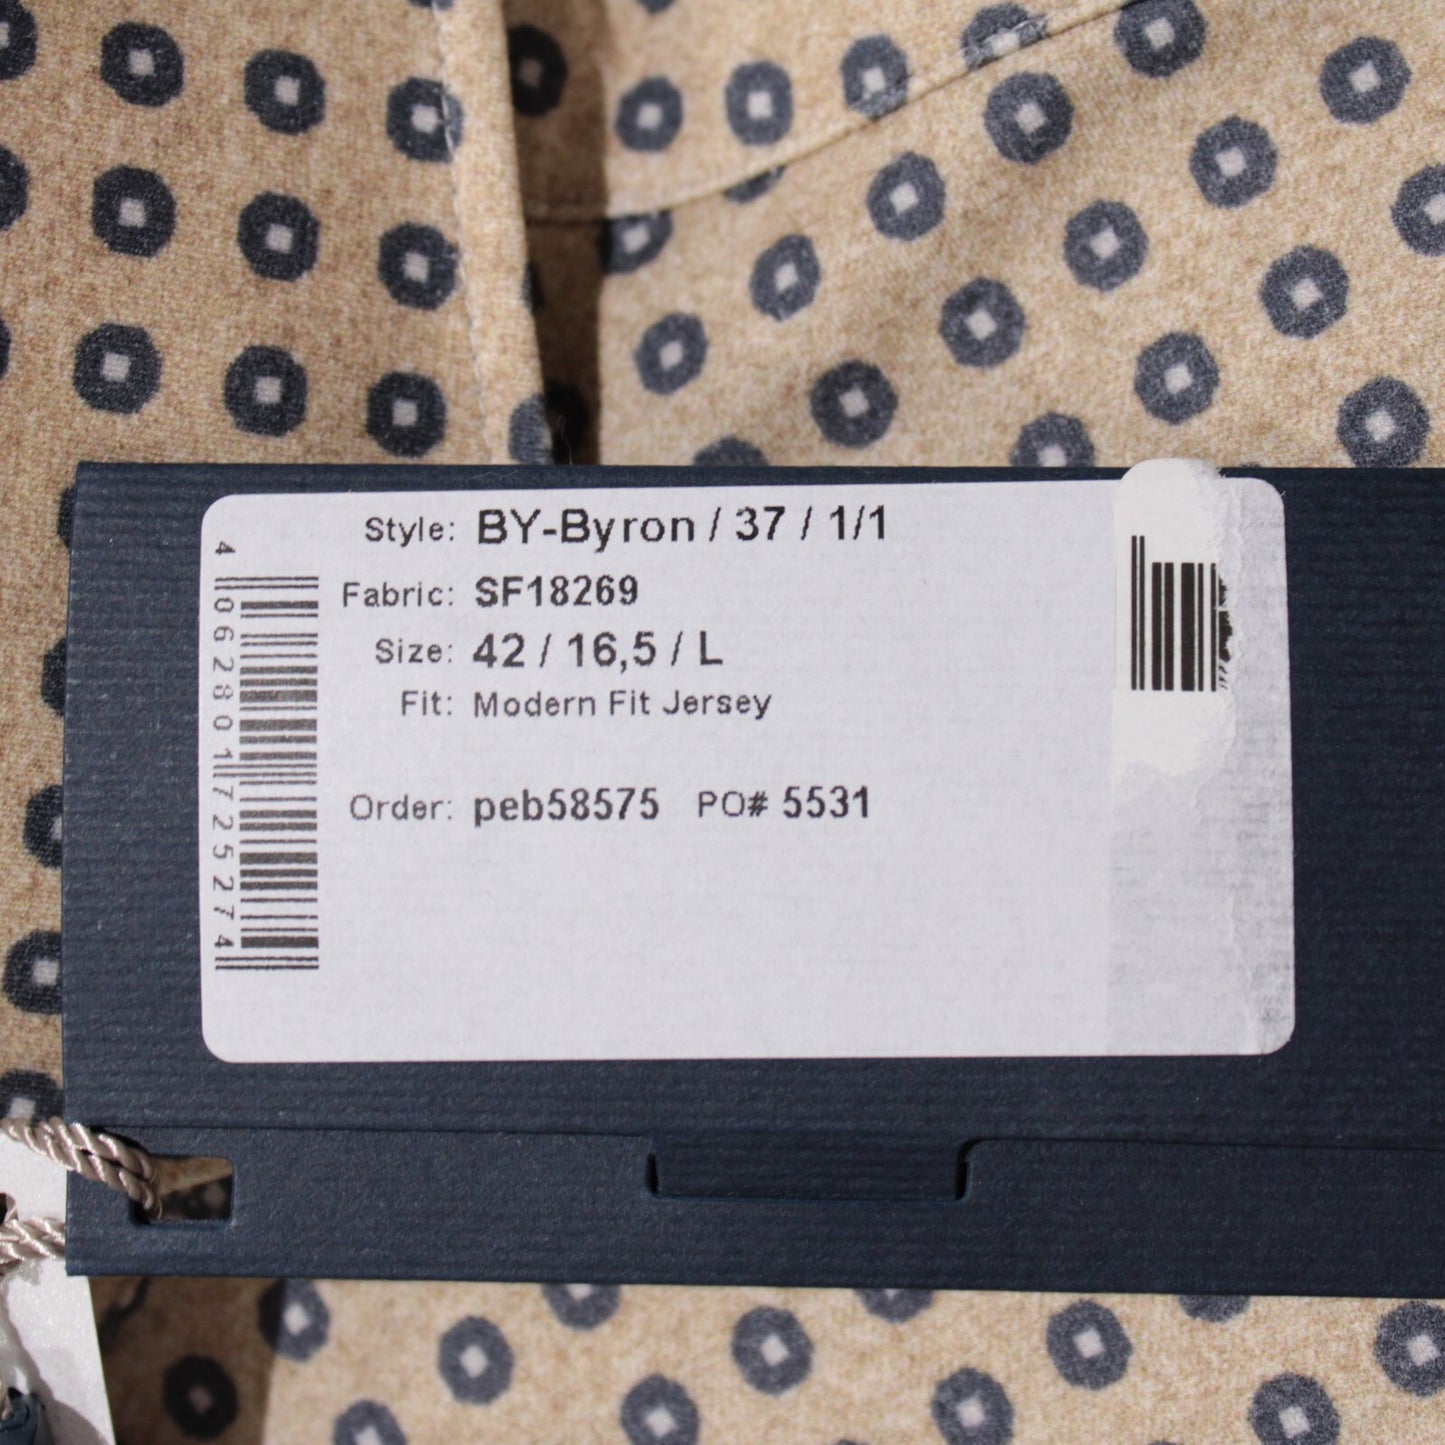 Style: BY-Byron / 37 / 1/1
Fabric: SF18269
Size: 42 / 16,5 / L
Fit: Modern Fit Jersey
Order: peb58575 PO# 5531
4 062801 725274